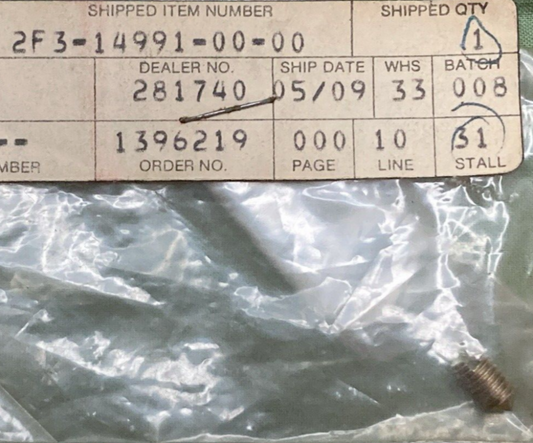 SHIPPED ITEM NUMBER SHIPPED QTY
2F3-14991-00-00 1
DEALER NO. SHIP DATE WHS BATCH
281740 05/09 33 008
-- 1396219 000 10 31
MBER ORDER NO. PAGE LINE STALL